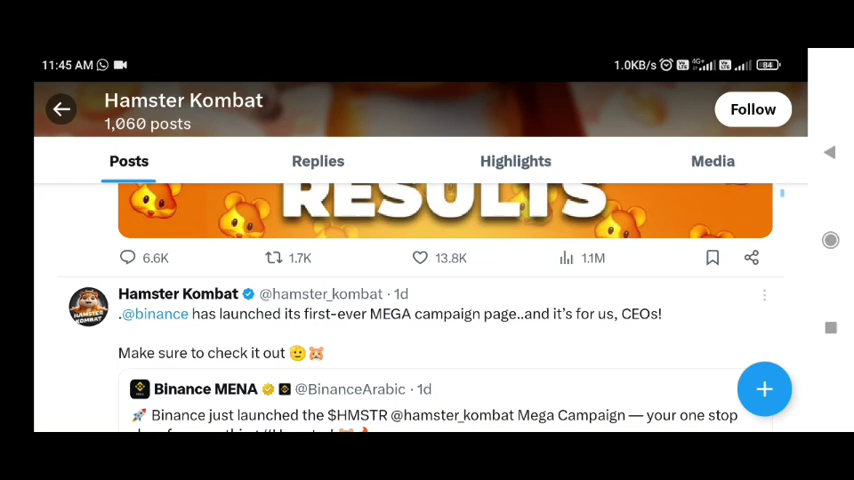 11:45 AM 1.0KB/s 4G+ 84
Hamster Kombat
1,060 posts
Follow
Posts Replies Highlights Media
RESULTS
6.6K 1.7K 13.8K 1.1M
Hamster Kombat @hamster_kombat · 1d
.@binance has launched its first-ever MEGA campaign page..and it's for us, CEOs!
Make sure to check it out 🫡🐹
Binance MENA @BinanceArabic · 1d
🚀 Binance just launched the $HMSTR @hamster_kombat Mega Campaign — your one stop